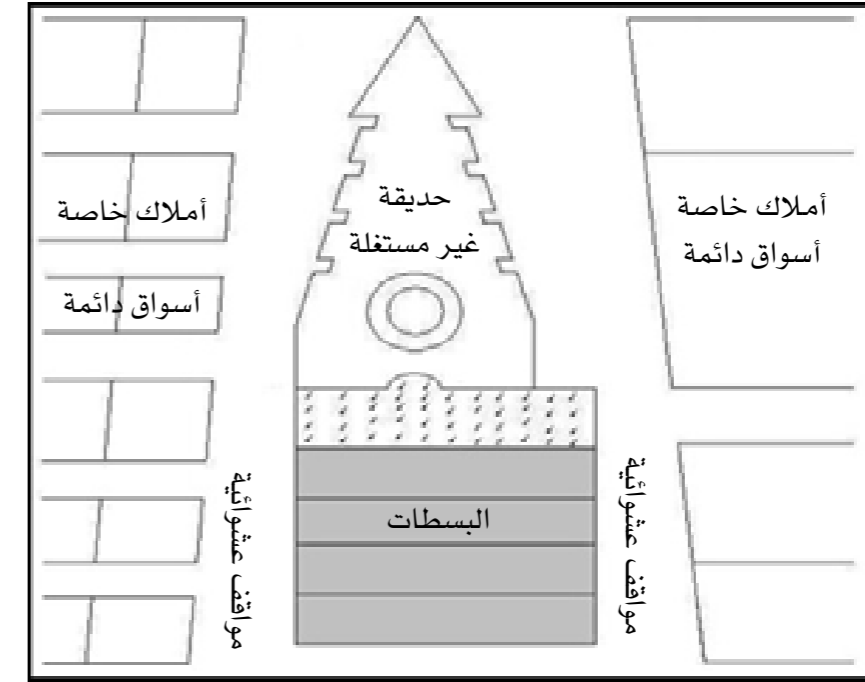 أملاك خاصة
أسواق دائمة
حديقة
غير مستغلة
أملاك خاصة
أسواق دائمة
مواقف عشوائية
البسطات
مواقف عشوائية